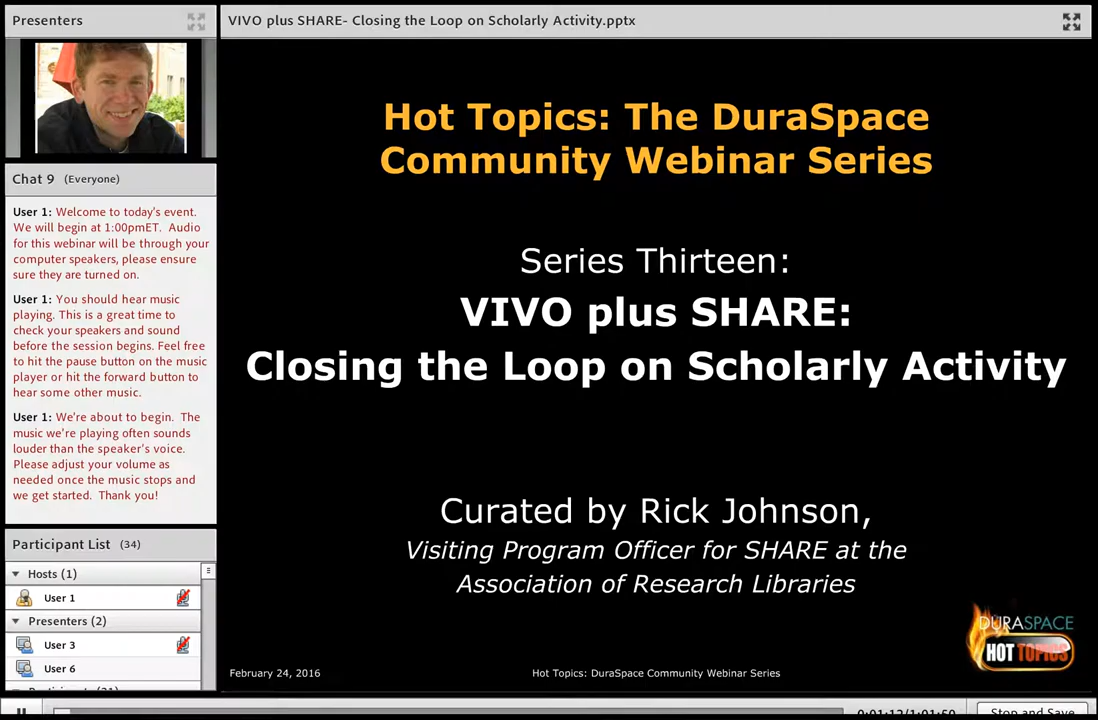 Presenters
VIVO plus SHARE- Closing the Loop on Scholarly Activity.pptx
Chat 9 (Everyone)
User 1: Welcome to today's event.
We will begin at 1:00pmET. Audio
for this webinar will be through your
computer speakers, please ensure
sure they are turned on.
User 1: You should hear music
playing. This is a great time to
check your speakers and sound
before the session begins. Feel free
to hit the pause button on the music
player or hit the forward button to
hear some other music.
User 1: We're about to begin. The
music we're playing often sounds
louder than the speaker's voice.
Please adjust your volume as
needed once the music stops and
we get started. Thank you!
Participant List (34)
Hosts (1)
User 1
Presenters (2)
User 3
User 6
Hot Topics: The DuraSpace
Community Webinar Series
Series Thirteen:
VIVO plus SHARE:
Closing the Loop on Scholarly Activity
Curated by Rick Johnson,
Visiting Program Officer for SHARE at the
Association of Research Libraries
DURASPACE
HOT TOPICS
February 24, 2016
Hot Topics: DuraSpace Community Webinar Series
Stop and Save